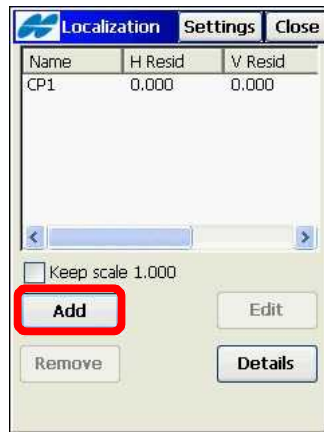 Localization Settings Close
Name H Resid V Resid
CP1 0.000 0.000
Keep scale 1.000
Add Edit
Remove Details